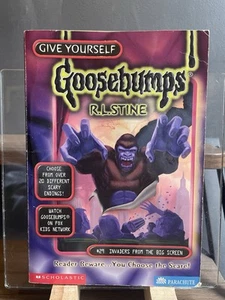 GIVE YOURSELF
Goosebumps®
R.L. STINE
CHOOSE
FROM OVER
20 DIFFERENT
SCARY
ENDINGS!
WATCH
GOOSEBUMPS®
ON FOX
KIDS NETWORK
#29: INVADERS FROM THE BIG SCREEN
Reader Beware...You Choose the Scare!
SCHOLASTIC
PARACHUTE